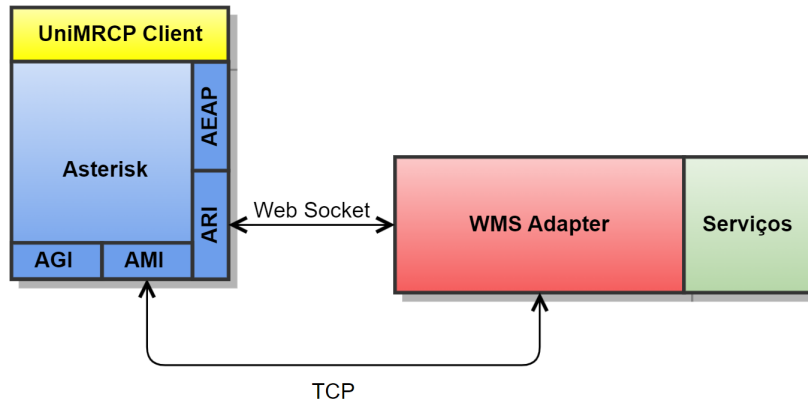 UniMRCP Client
Asterisk
AEAP
ARI
AGI
AMI
Web Socket
WMS Adapter
Serviços
TCP